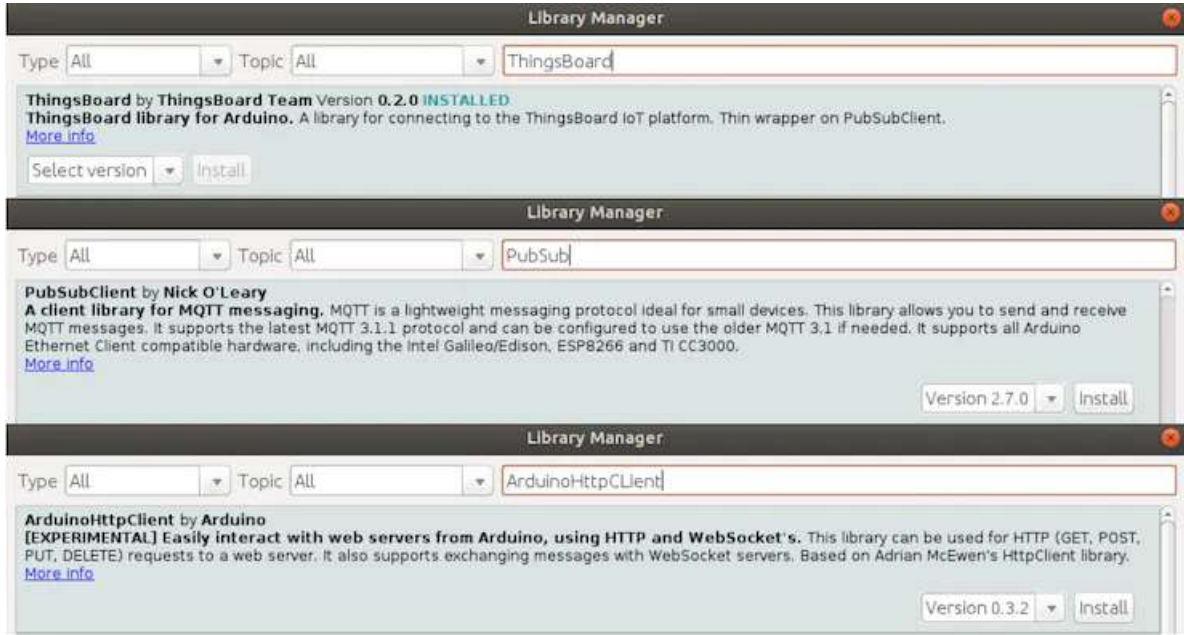 Library Manager
Type All Topic All ThingsBoard
ThingsBoard by ThingsBoard Team Version 0.2.0 INSTALLED
ThingsBoard library for Arduino. A library for connecting to the ThingsBoard IoT platform. Thin wrapper on PubSubClient.
More info
Select version Install
Library Manager
Type All Topic All PubSub
PubSubClient by Nick O'Leary
A client library for MQTT messaging. MQTT is a lightweight messaging protocol ideal for small devices. This library allows you to send and receive
MQTT messages. It supports the latest MQTT 3.1.1 protocol and can be configured to use the older MQTT 3.1 if needed. It supports all Arduino
Ethernet Client compatible hardware, including the Intel Galileo/Edison, ESP8266 and TI CC3000.
More info
Version 2.7.0 Install
Library Manager
Type All Topic All ArduinoHttpCLient
ArduinoHttpClient by Arduino
[EXPERIMENTAL] Easily interact with web servers from Arduino, using HTTP and WebSocket's. This library can be used for HTTP (GET, POST,
PUT, DELETE) requests to a web server. It also supports exchanging messages with WebSocket servers. Based on Adrian McEwen's HttpClient library.
More info
Version 0.3.2 Install